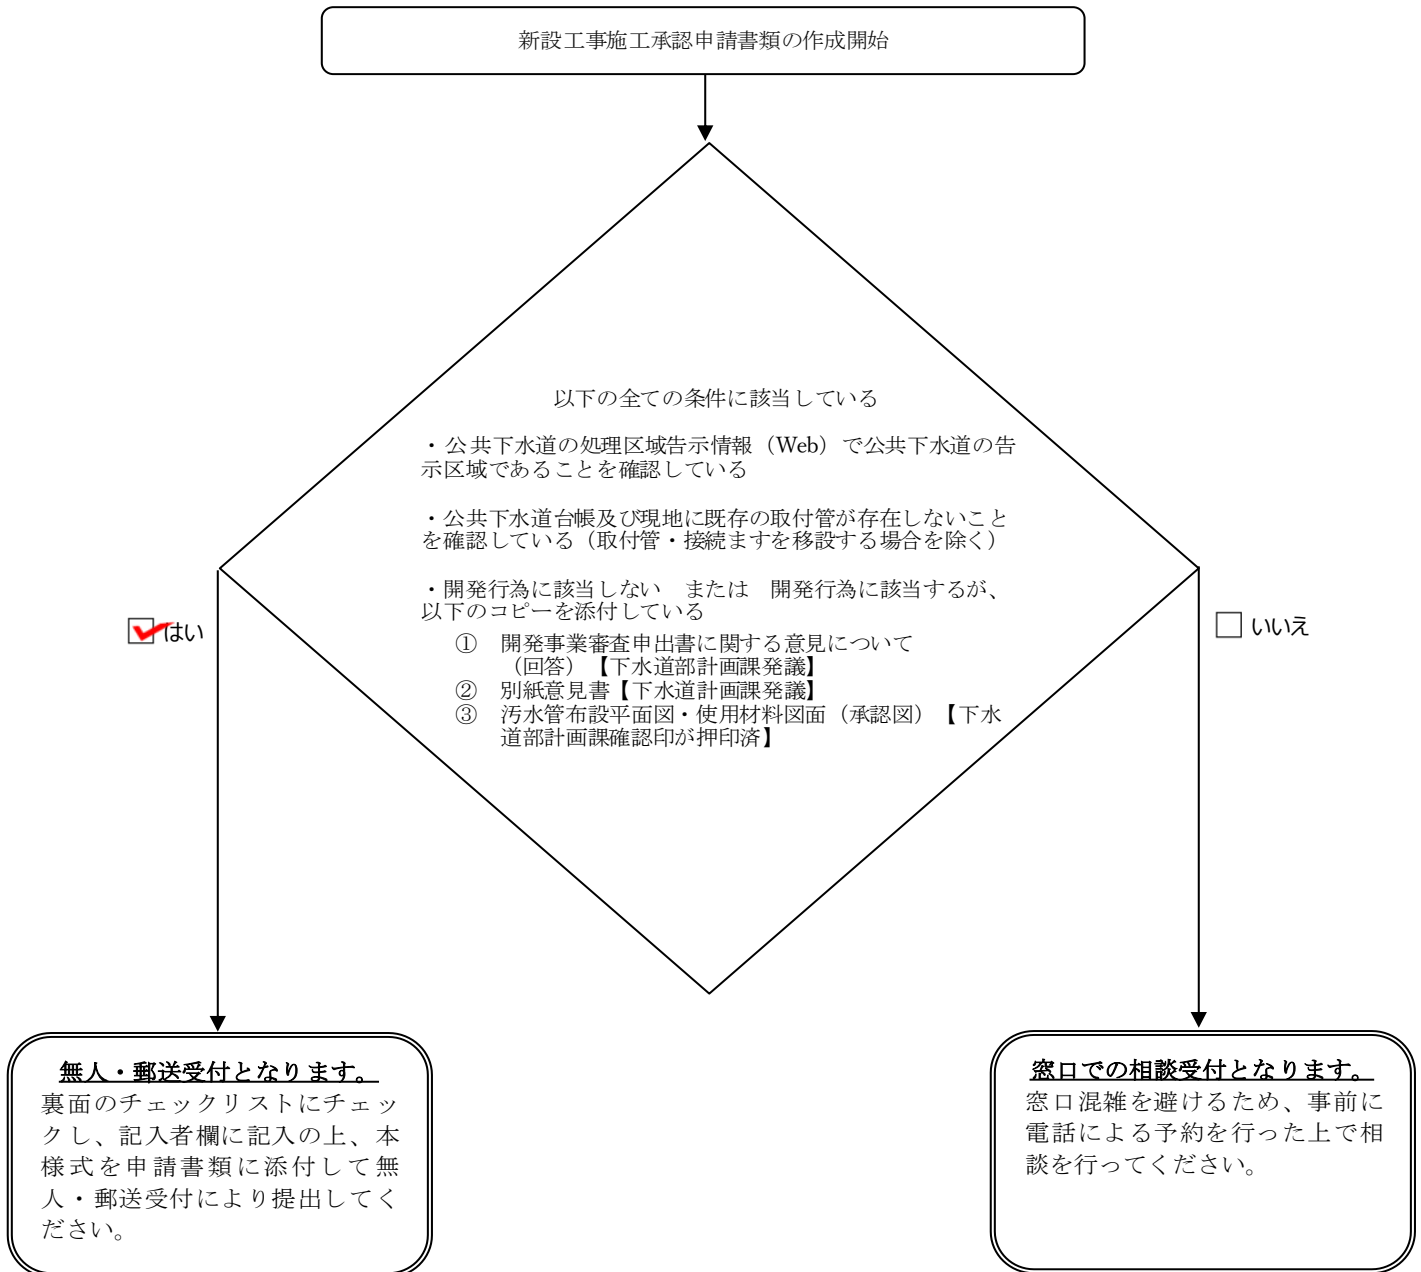 新設工事施工承認申請書類の作成開始
以下の全ての条件に該当している
・公共下水道の処理区域告示情報（Web）で公共下水道の告
示区域であることを確認している
・公共下水道台帳及び現地に既存の取付管が存在しないこと
を確認している（取付管・接続ますを移設する場合を除く）
・開発行為に該当しない　または　開発行為に該当するが、
以下のコピーを添付している
①　開発事業審査申出書に関する意見について
（回答）【下水道部計画課発議】
②　別紙意見書【下水道計画課発議】
③　汚水管布設平面図・使用材料図面（承認図）【下水
道部計画課確認印が押印済】
はい
いいえ
無人・郵送受付となります。
裏面のチェックリストにチェッ
クし、記入者欄に記入の上、本
様式を申請書類に添付して無
人・郵送受付により提出してく
ださい。
窓口での相談受付となります。
窓口混雑を避けるため、事前に
電話による予約を行った上で相
談を行ってください。